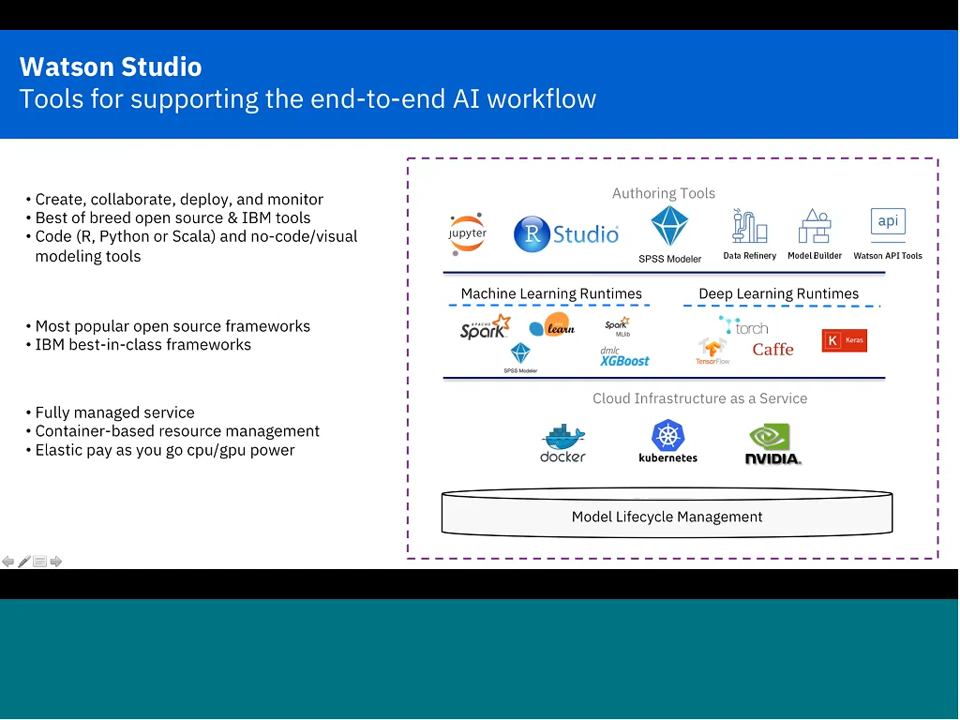 Watson Studio
Tools for supporting the end-to-end AI workflow
• Create, collaborate, deploy, and monitor
• Best of breed open source & IBM tools
• Code (R, Python or Scala) and no-code/visual
modeling tools
• Most popular open source frameworks
• IBM best-in-class frameworks
• Fully managed service
• Container-based resource management
• Elastic pay as you go cpu/gpu power
Authoring Tools
jupyter
R Studio
SPSS Modeler
Data Refinery
Model Builder
api
Watson API Tools
Machine Learning Runtimes
APACHE Spark
learn
Spark MLlib
SPSS Modeler
dmlc XGBoost
Deep Learning Runtimes
torch
TensorFlow
Caffe
K Keras
Cloud Infrastructure as a Service
docker
kubernetes
NVIDIA.
Model Lifecycle Management